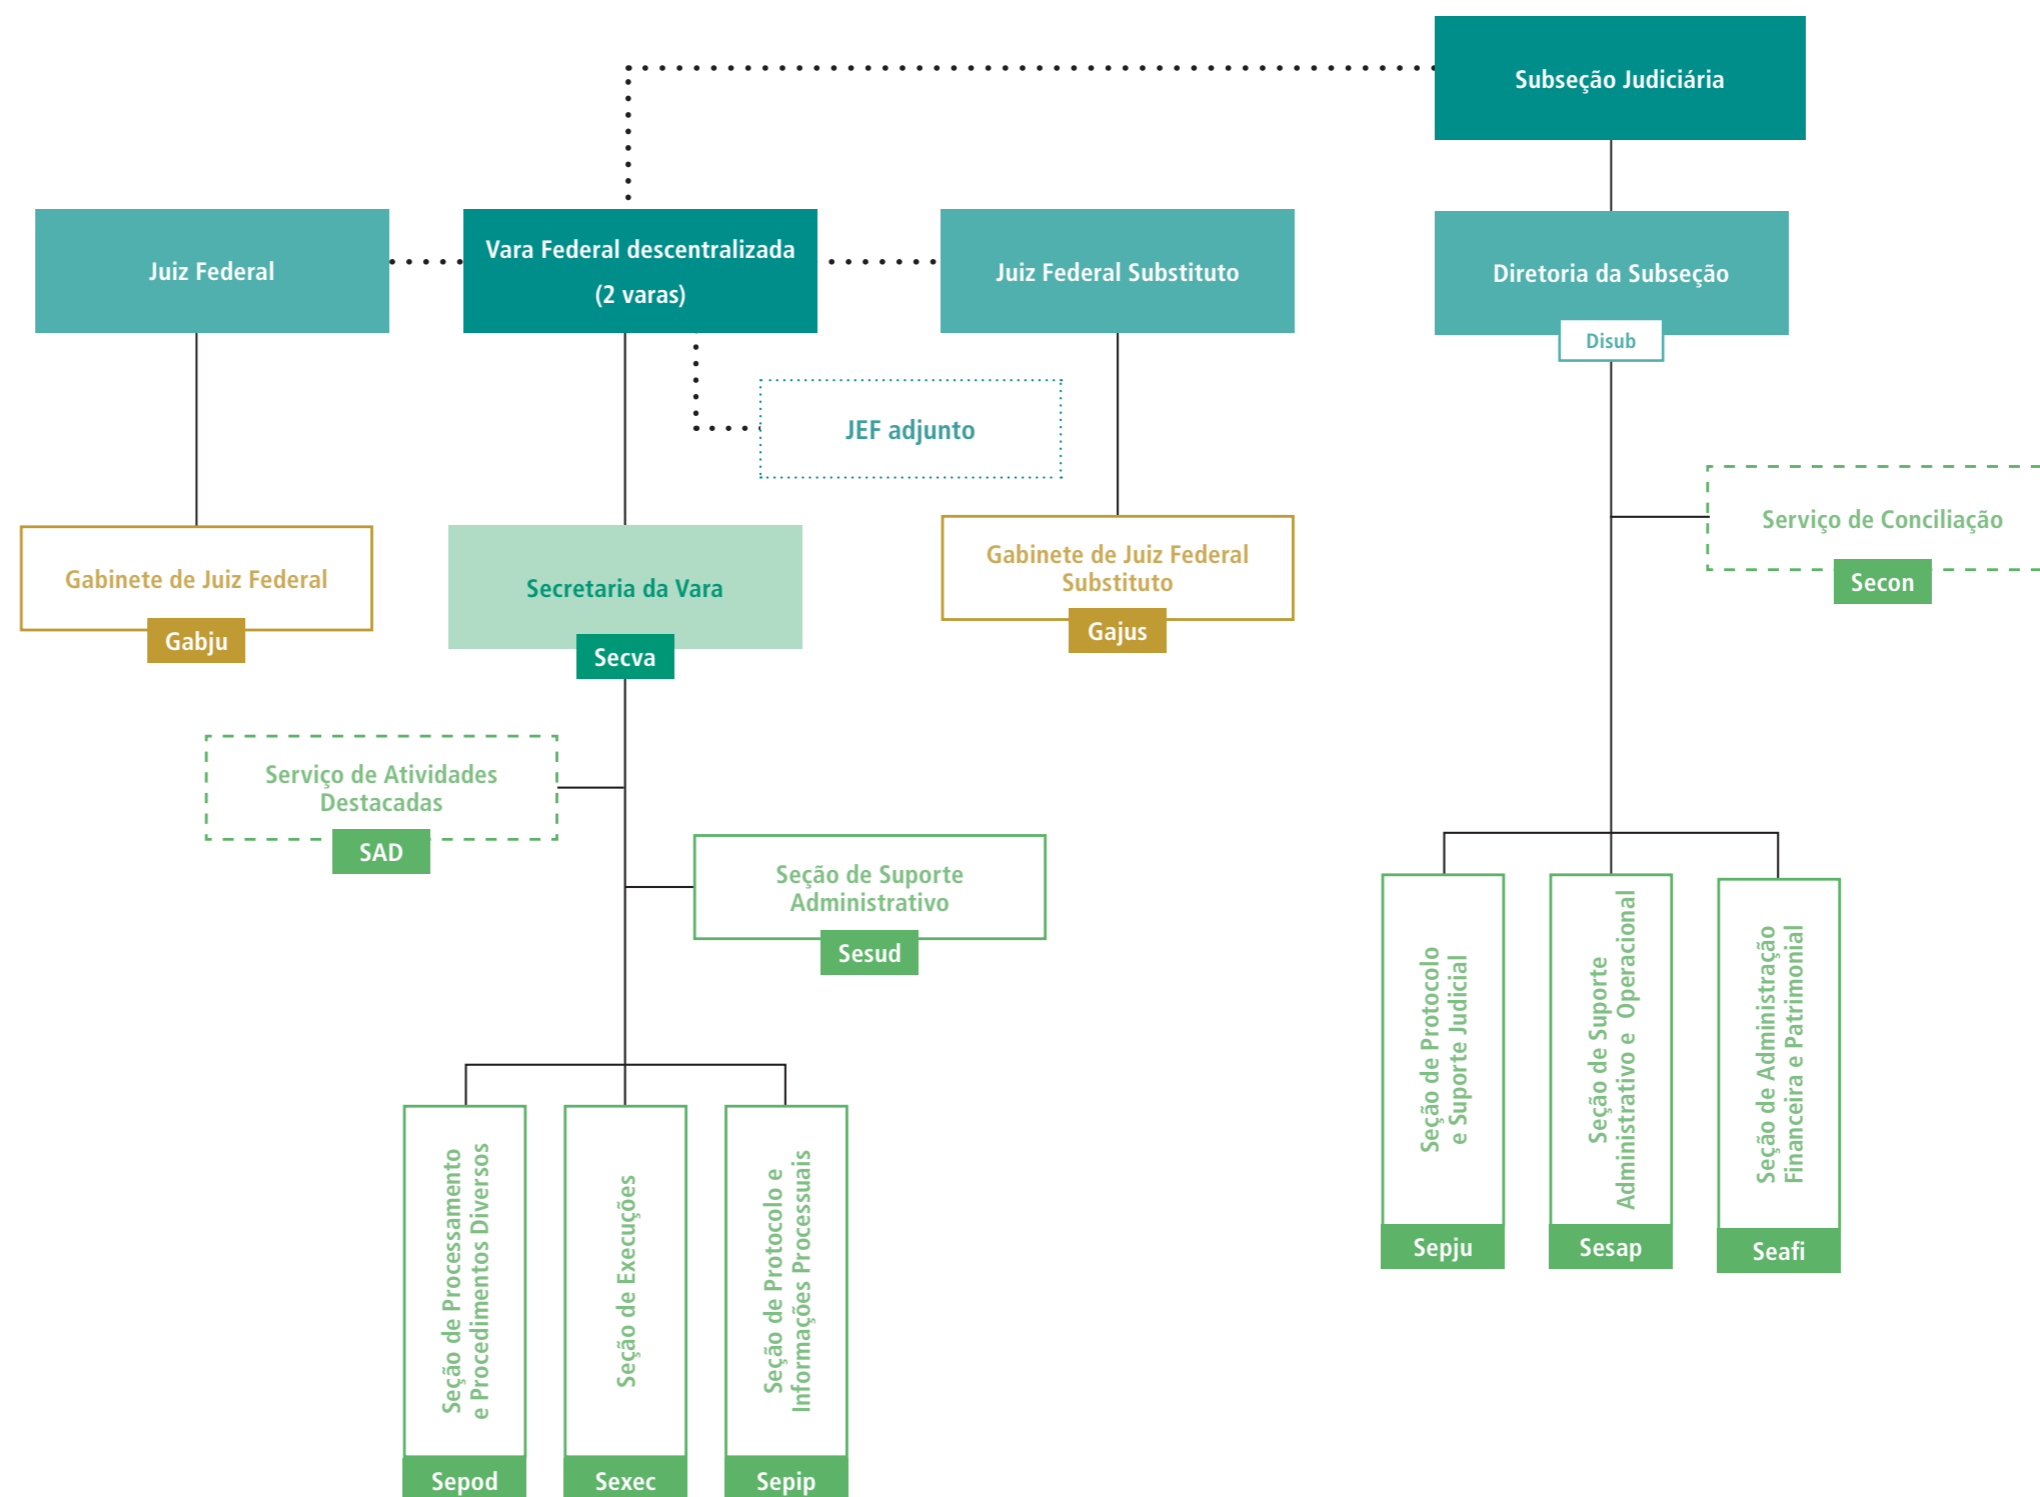 Subseção Judiciária
Juiz Federal
Vara Federal descentralizada
(2 varas)
Juiz Federal Substituto
Diretoria da Subseção
Disub
JEF adjunto
Serviço de Conciliação
Secon
Gabinete de Juiz Federal
Gabju
Secretaria da Vara
Secva
Gabinete de Juiz Federal
Substituto
Gajus
Serviço de Atividades
Destacadas
SAD
Seção de Suporte
Administrativo
Sesud
Seção de Protocolo
e Suporte Judicial
Sepju
Seção de Suporte
Administrativo e Operacional
Sesap
Seção de Administração
Financeira e Patrimonial
Seafi
Seção de Processamento
e Procedimentos Diversos
Sepod
Seção de Execuções
Sexec
Seção de Protocolo e
Informações Processuais
Sepip